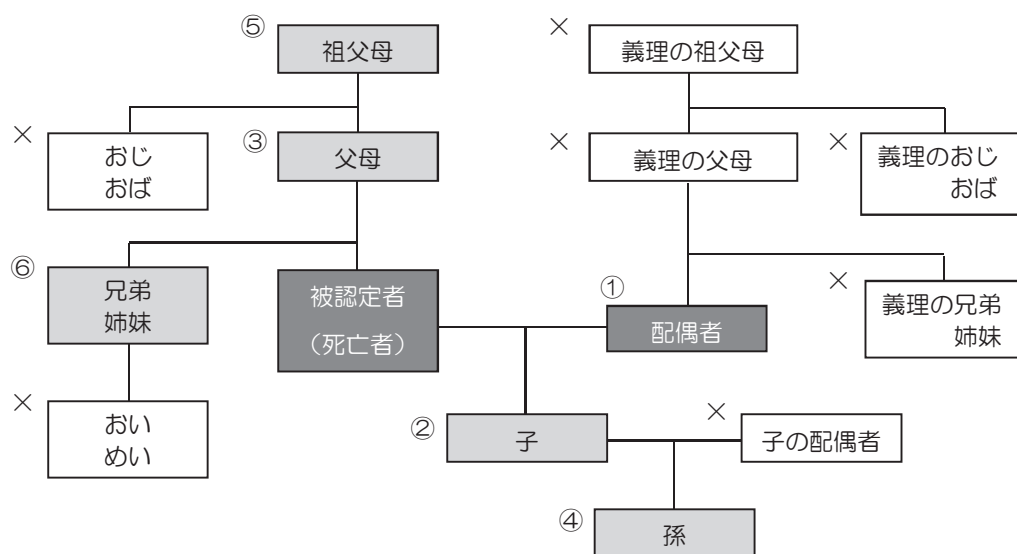 ⑤
祖父母
×
義理の祖父母
×
おじ
おば
③
父母
×
義理の父母
×
義理のおじ
おば
⑥
兄弟
姉妹
被認定者
（死亡者）
①
配偶者
×
義理の兄弟
姉妹
×
おい
めい
②
子
×
子の配偶者
④
孫